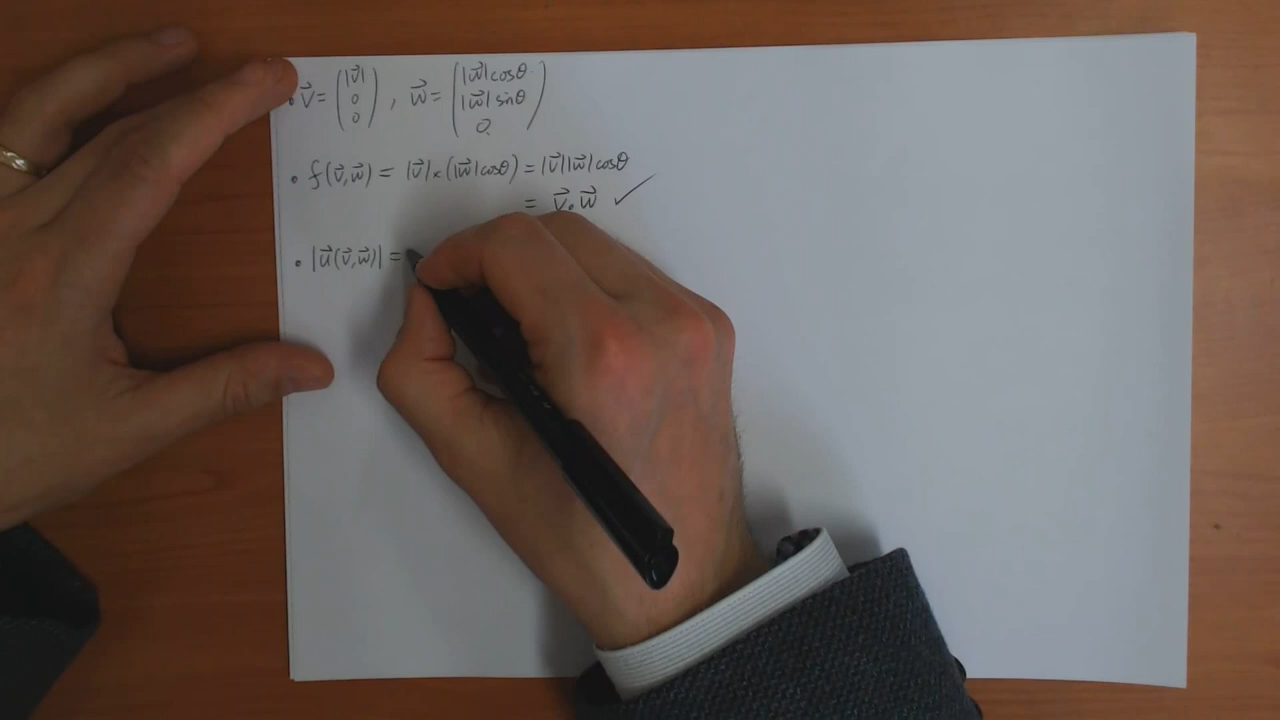 • v⃗ = (|v⃗| 0 0), w⃗ = (|w⃗|cosθ |w⃗|sinθ 0)
• f(v⃗,w⃗) = |v⃗|×(|w⃗|cosθ) = |v⃗||w⃗|cosθ
= v⃗•w⃗ ✓
• |u⃗(v⃗,w⃗)| =